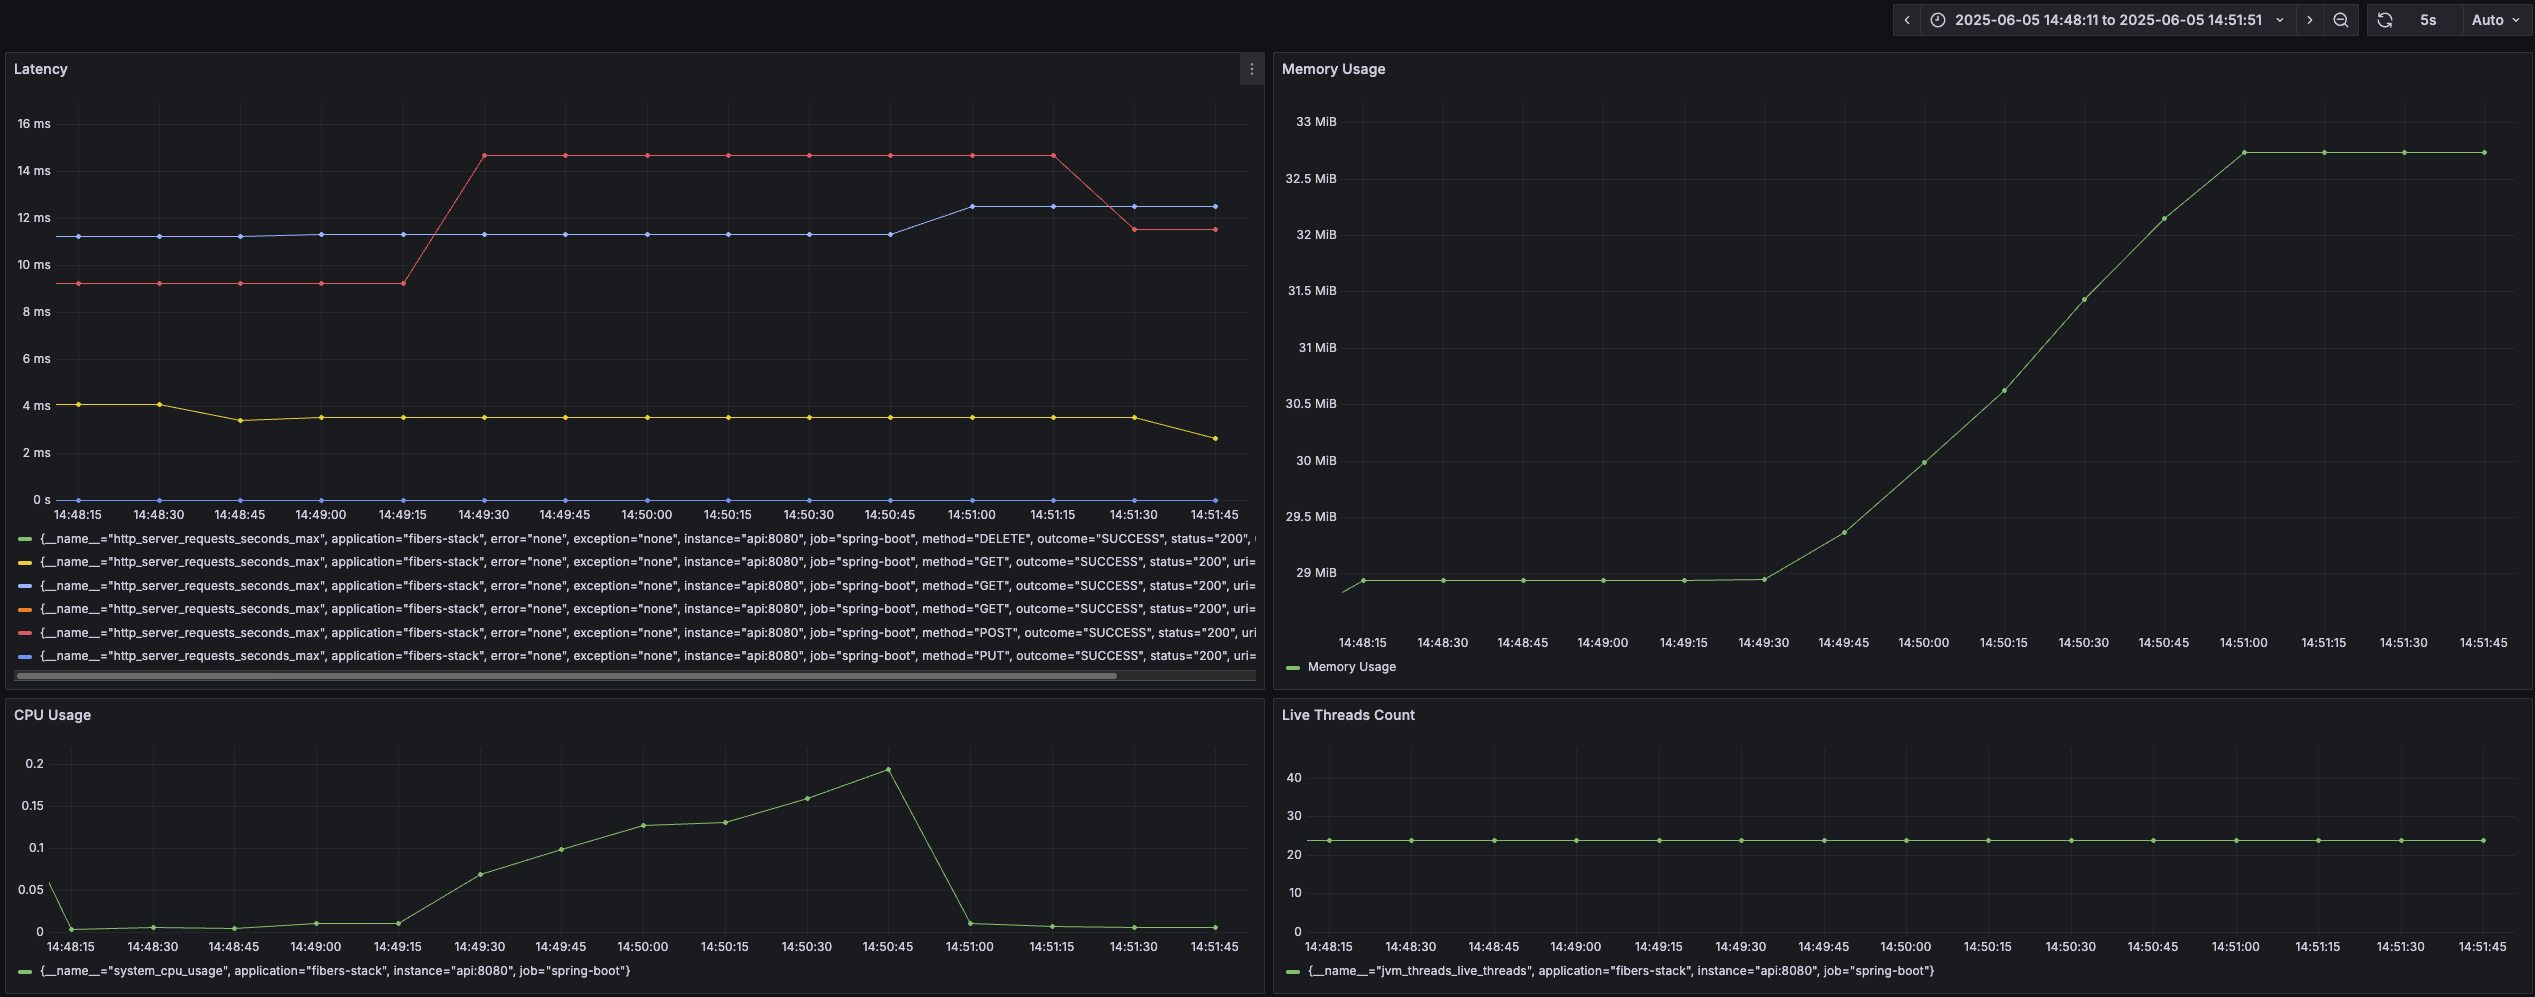 2025-06-05 14:48:11 to 2025-06-05 14:51:51 5s Auto
Latency
16 ms
14 ms
12 ms
10 ms
8 ms
6 ms
4 ms
2 ms
0 s
14:48:15 14:48:30 14:48:45 14:49:00 14:49:15 14:49:30 14:49:45 14:50:00 14:50:15 14:50:30 14:50:45 14:51:00 14:51:15 14:51:30 14:51:45
{__name__="http_server_requests_seconds_max", application="fibers-stack", error="none", exception="none", instance="api:8080", job="spring-boot", method="DELETE", outcome="SUCCESS", status="200",
{__name__="http_server_requests_seconds_max", application="fibers-stack", error="none", exception="none", instance="api:8080", job="spring-boot", method="GET", outcome="SUCCESS", status="200", uri=
{__name__="http_server_requests_seconds_max", application="fibers-stack", error="none", exception="none", instance="api:8080", job="spring-boot", method="GET", outcome="SUCCESS", status="200", uri=
{__name__="http_server_requests_seconds_max", application="fibers-stack", error="none", exception="none", instance="api:8080", job="spring-boot", method="GET", outcome="SUCCESS", status="200", uri=
{__name__="http_server_requests_seconds_max", application="fibers-stack", error="none", exception="none", instance="api:8080", job="spring-boot", method="POST", outcome="SUCCESS", status="200", uri
{__name__="http_server_requests_seconds_max", application="fibers-stack", error="none", exception="none", instance="api:8080", job="spring-boot", method="PUT", outcome="SUCCESS", status="200", uri=
Memory Usage
33 MiB
32.5 MiB
32 MiB
31.5 MiB
31 MiB
30.5 MiB
30 MiB
29.5 MiB
29 MiB
14:48:15 14:48:30 14:48:45 14:49:00 14:49:15 14:49:30 14:49:45 14:50:00 14:50:15 14:50:30 14:50:45 14:51:00 14:51:15 14:51:30 14:51:45
Memory Usage
CPU Usage
0.2
0.15
0.1
0.05
0
14:48:15 14:48:30 14:48:45 14:49:00 14:49:15 14:49:30 14:49:45 14:50:00 14:50:15 14:50:30 14:50:45 14:51:00 14:51:15 14:51:30 14:51:45
{__name__="system_cpu_usage", application="fibers-stack", instance="api:8080", job="spring-boot"}
Live Threads Count
40
30
20
10
0
14:48:15 14:48:30 14:48:45 14:49:00 14:49:15 14:49:30 14:49:45 14:50:00 14:50:15 14:50:30 14:50:45 14:51:00 14:51:15 14:51:30 14:51:45
{__name__="jvm_threads_live_threads", application="fibers-stack", instance="api:8080", job="spring-boot"}